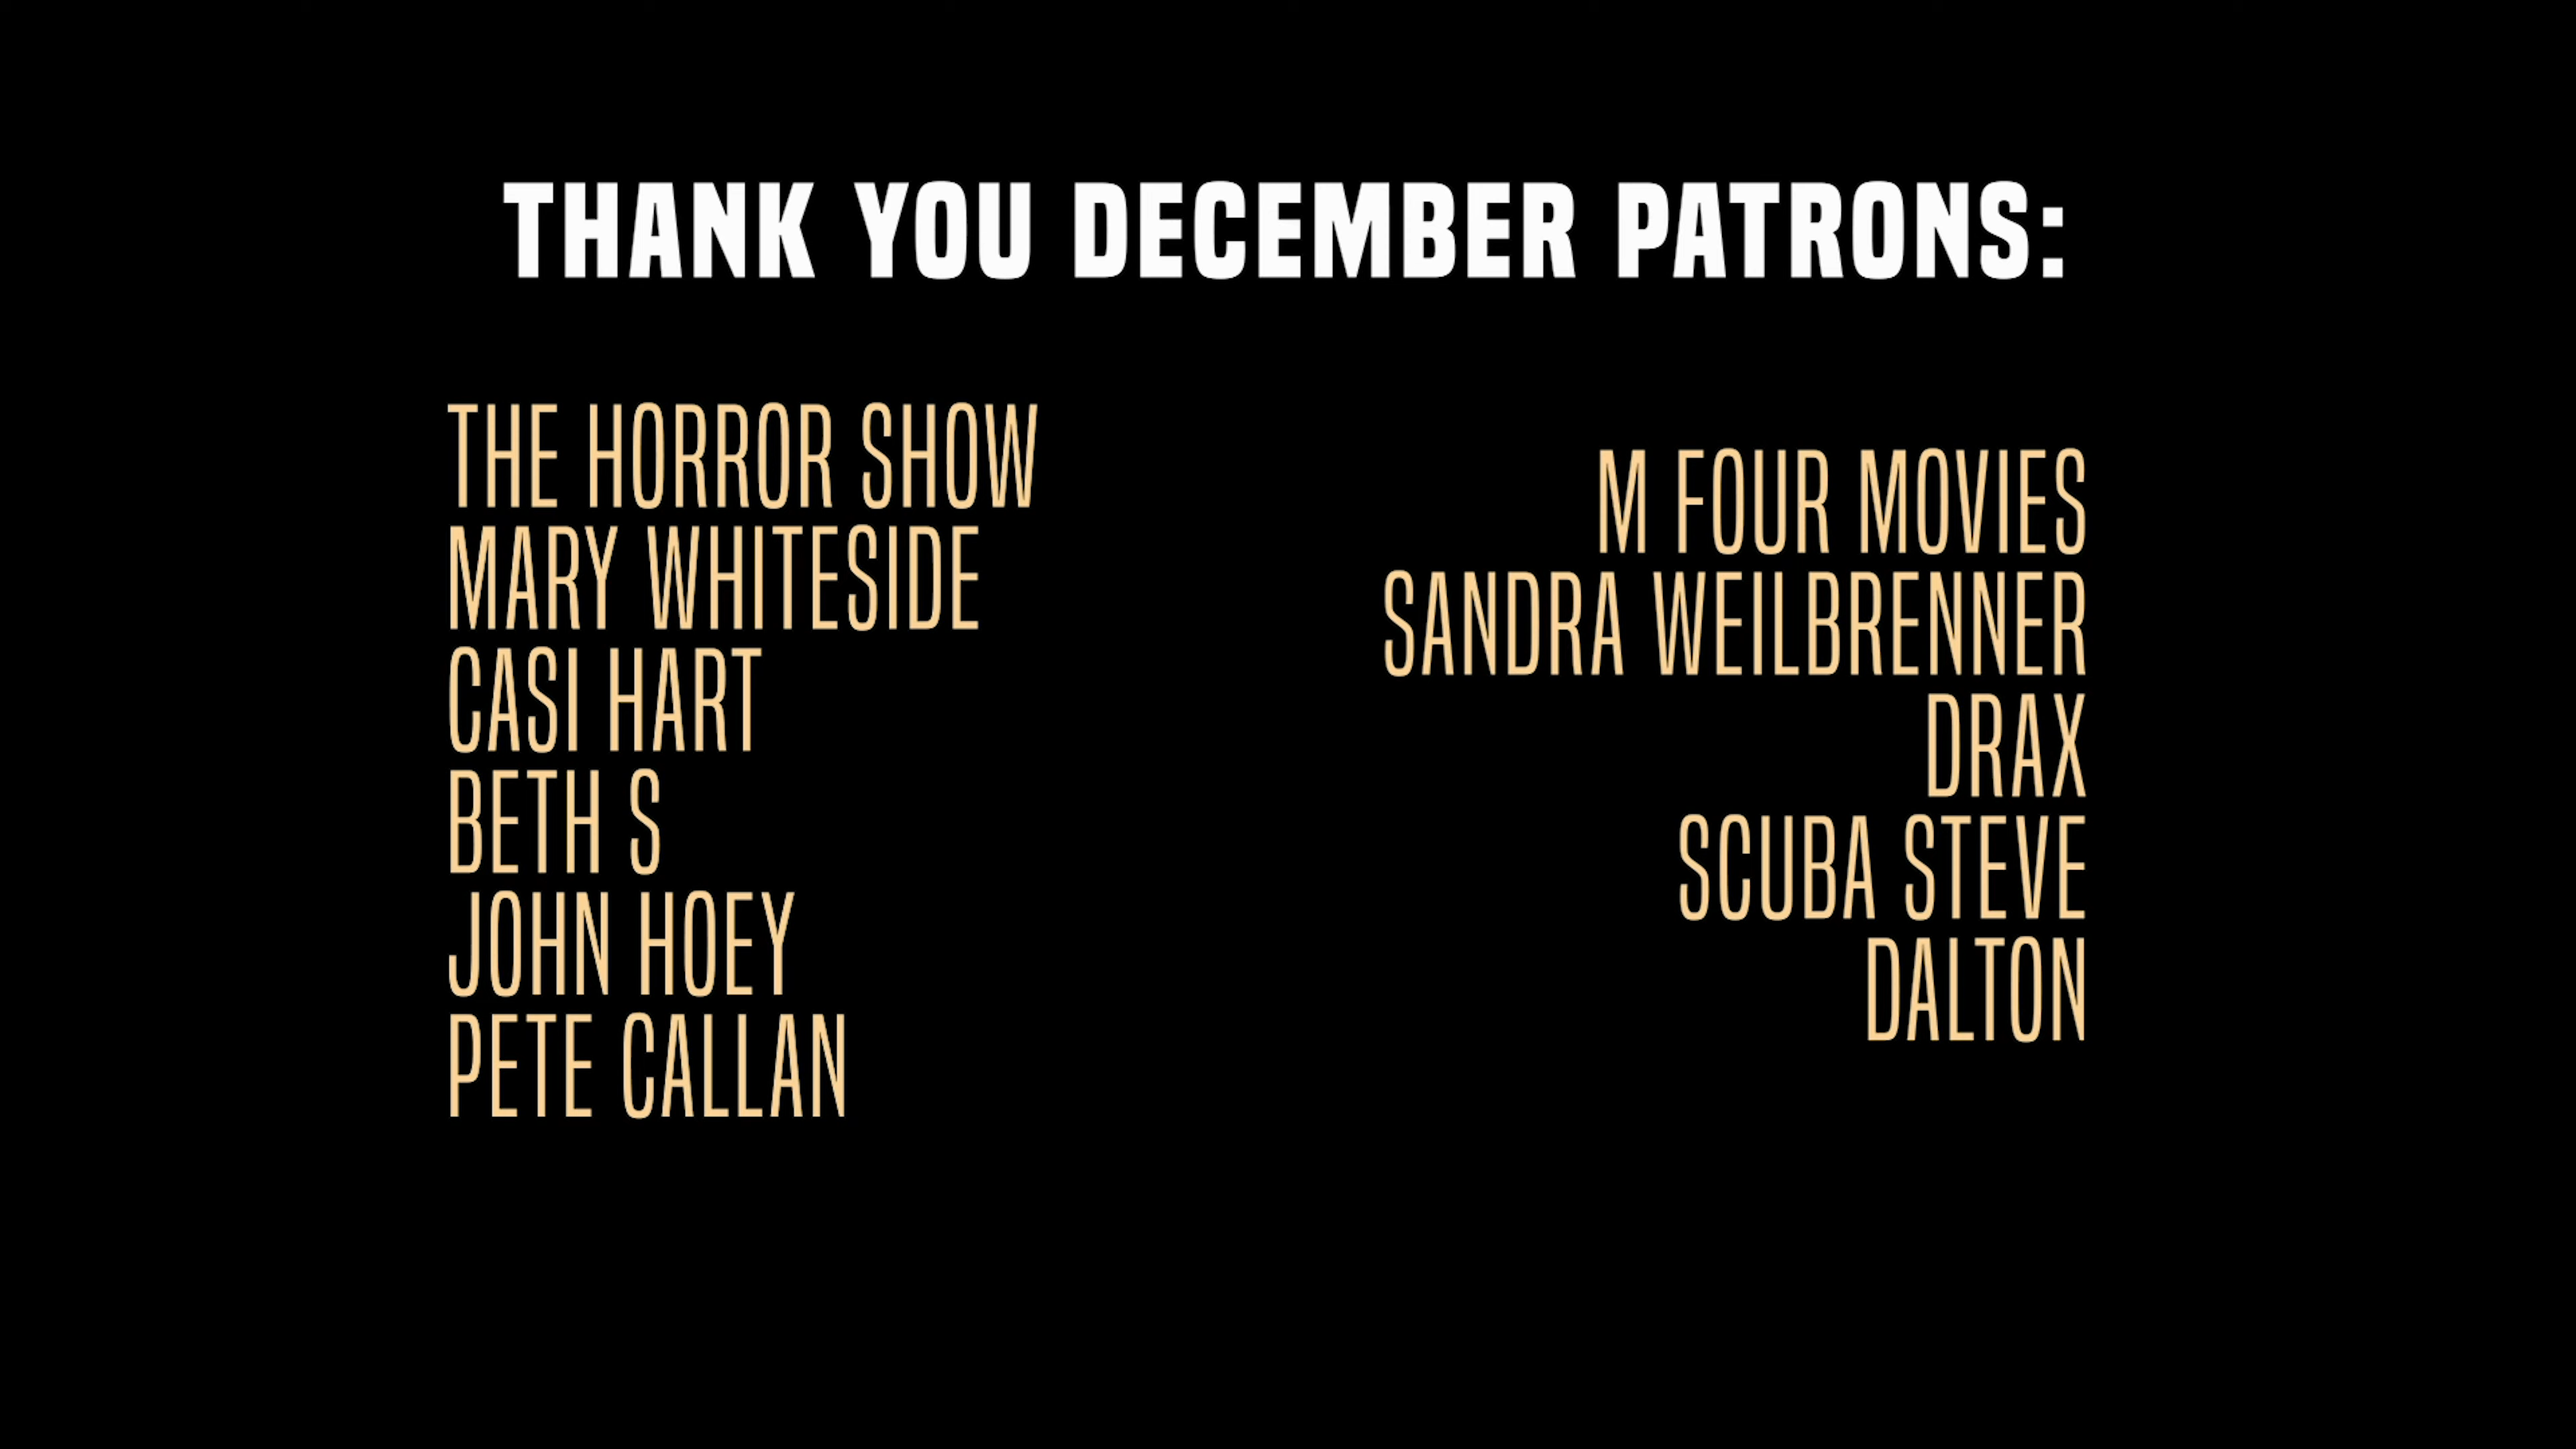 THANK YOU DECEMBER PATRONS:
THE HORROR SHOW
MARY WHITESIDE
CASI HART
BETH S
JOHN HOEY
PETE CALLAN
M FOUR MOVIES
SANDRA WEILBRENNER
DRAX
SCUBA STEVE
DALTON